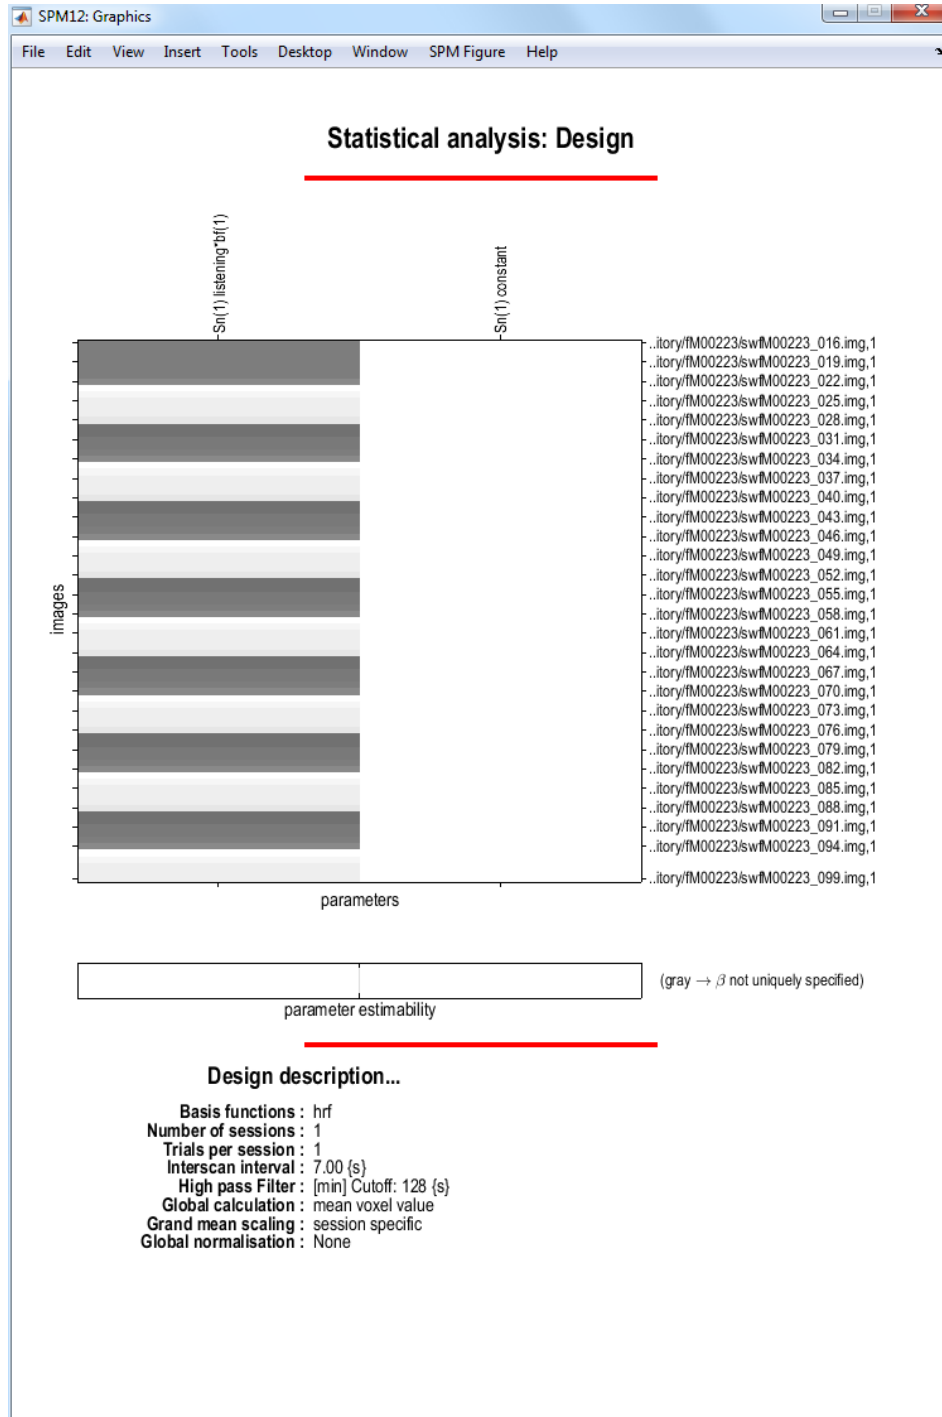 SPM12: Graphics
File Edit View Insert Tools Desktop Window SPM Figure Help
Statistical analysis: Design
Sn(1) listening*bf(1)
Sn(1) constant
..itory/fM00223/swfM00223_016.img,1
..itory/fM00223/swfM00223_019.img,1
..itory/fM00223/swfM00223_022.img,1
..itory/fM00223/swfM00223_025.img,1
..itory/fM00223/swfM00223_028.img,1
..itory/fM00223/swfM00223_031.img,1
..itory/fM00223/swfM00223_034.img,1
..itory/fM00223/swfM00223_037.img,1
..itory/fM00223/swfM00223_040.img,1
..itory/fM00223/swfM00223_043.img,1
..itory/fM00223/swfM00223_046.img,1
..itory/fM00223/swfM00223_049.img,1
..itory/fM00223/swfM00223_052.img,1
..itory/fM00223/swfM00223_055.img,1
..itory/fM00223/swfM00223_058.img,1
..itory/fM00223/swfM00223_061.img,1
..itory/fM00223/swfM00223_064.img,1
..itory/fM00223/swfM00223_067.img,1
..itory/fM00223/swfM00223_070.img,1
..itory/fM00223/swfM00223_073.img,1
..itory/fM00223/swfM00223_076.img,1
..itory/fM00223/swfM00223_079.img,1
..itory/fM00223/swfM00223_082.img,1
..itory/fM00223/swfM00223_085.img,1
..itory/fM00223/swfM00223_088.img,1
..itory/fM00223/swfM00223_091.img,1
..itory/fM00223/swfM00223_094.img,1
..itory/fM00223/swfM00223_099.img,1
images
parameters
(gray → β not uniquely specified)
parameter estimability
Design description...
Basis functions : hrf
Number of sessions : 1
Trials per session : 1
Interscan interval : 7.00 {s}
High pass Filter : [min] Cutoff: 128 {s}
Global calculation : mean voxel value
Grand mean scaling : session specific
Global normalisation : None